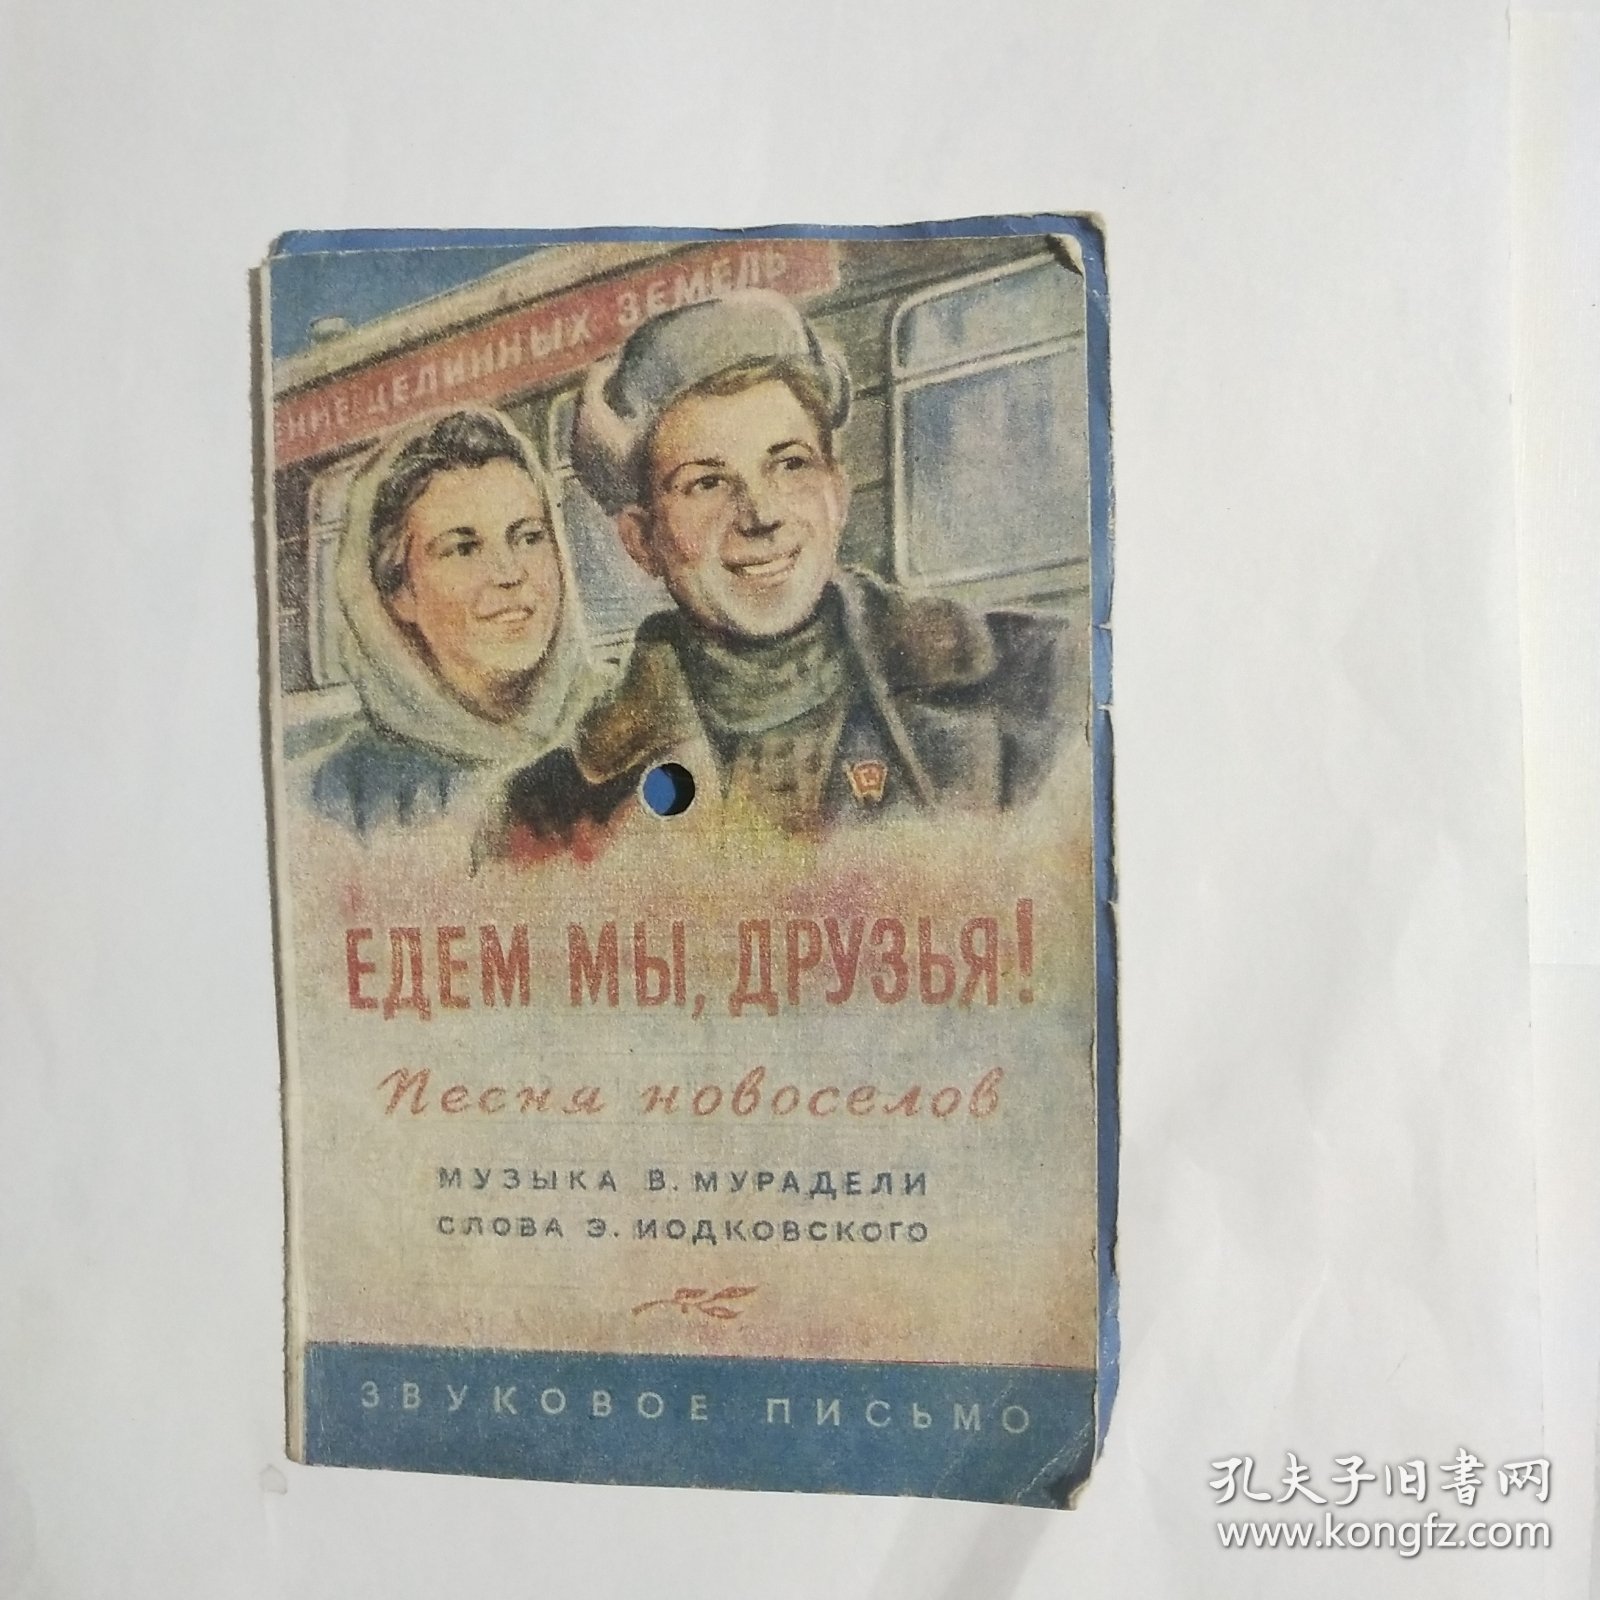 ЕНИЕ ЦЕЛИННЫХ ЗЕМЕЛЬ
ЕДЕМ МЫ, ДРУЗЬЯ!
Песня новоселов
МУЗЫКА В. МУРАДЕЛИ
СЛОВА Э. ИОДКОВСКОГО
ЗВУКОВОЕ ПИСЬМО
孔夫子旧书网
www.kongfz.com